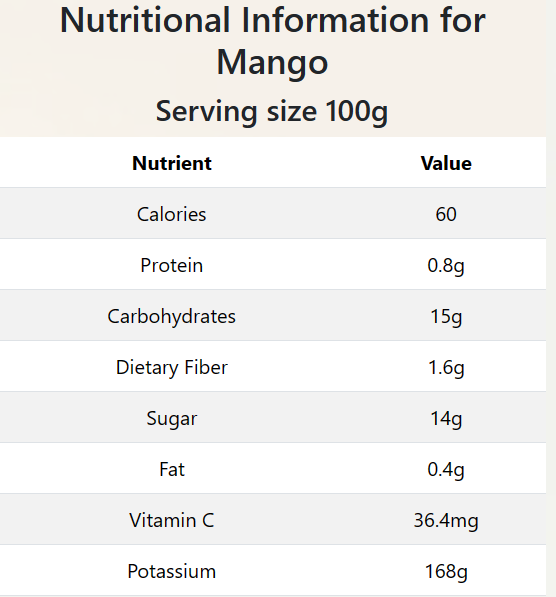 Nutritional Information for
Mango
Serving size 100g
Nutrient Value
Calories 60
Protein 0.8g
Carbohydrates 15g
Dietary Fiber 1.6g
Sugar 14g
Fat 0.4g
Vitamin C 36.4mg
Potassium 168g